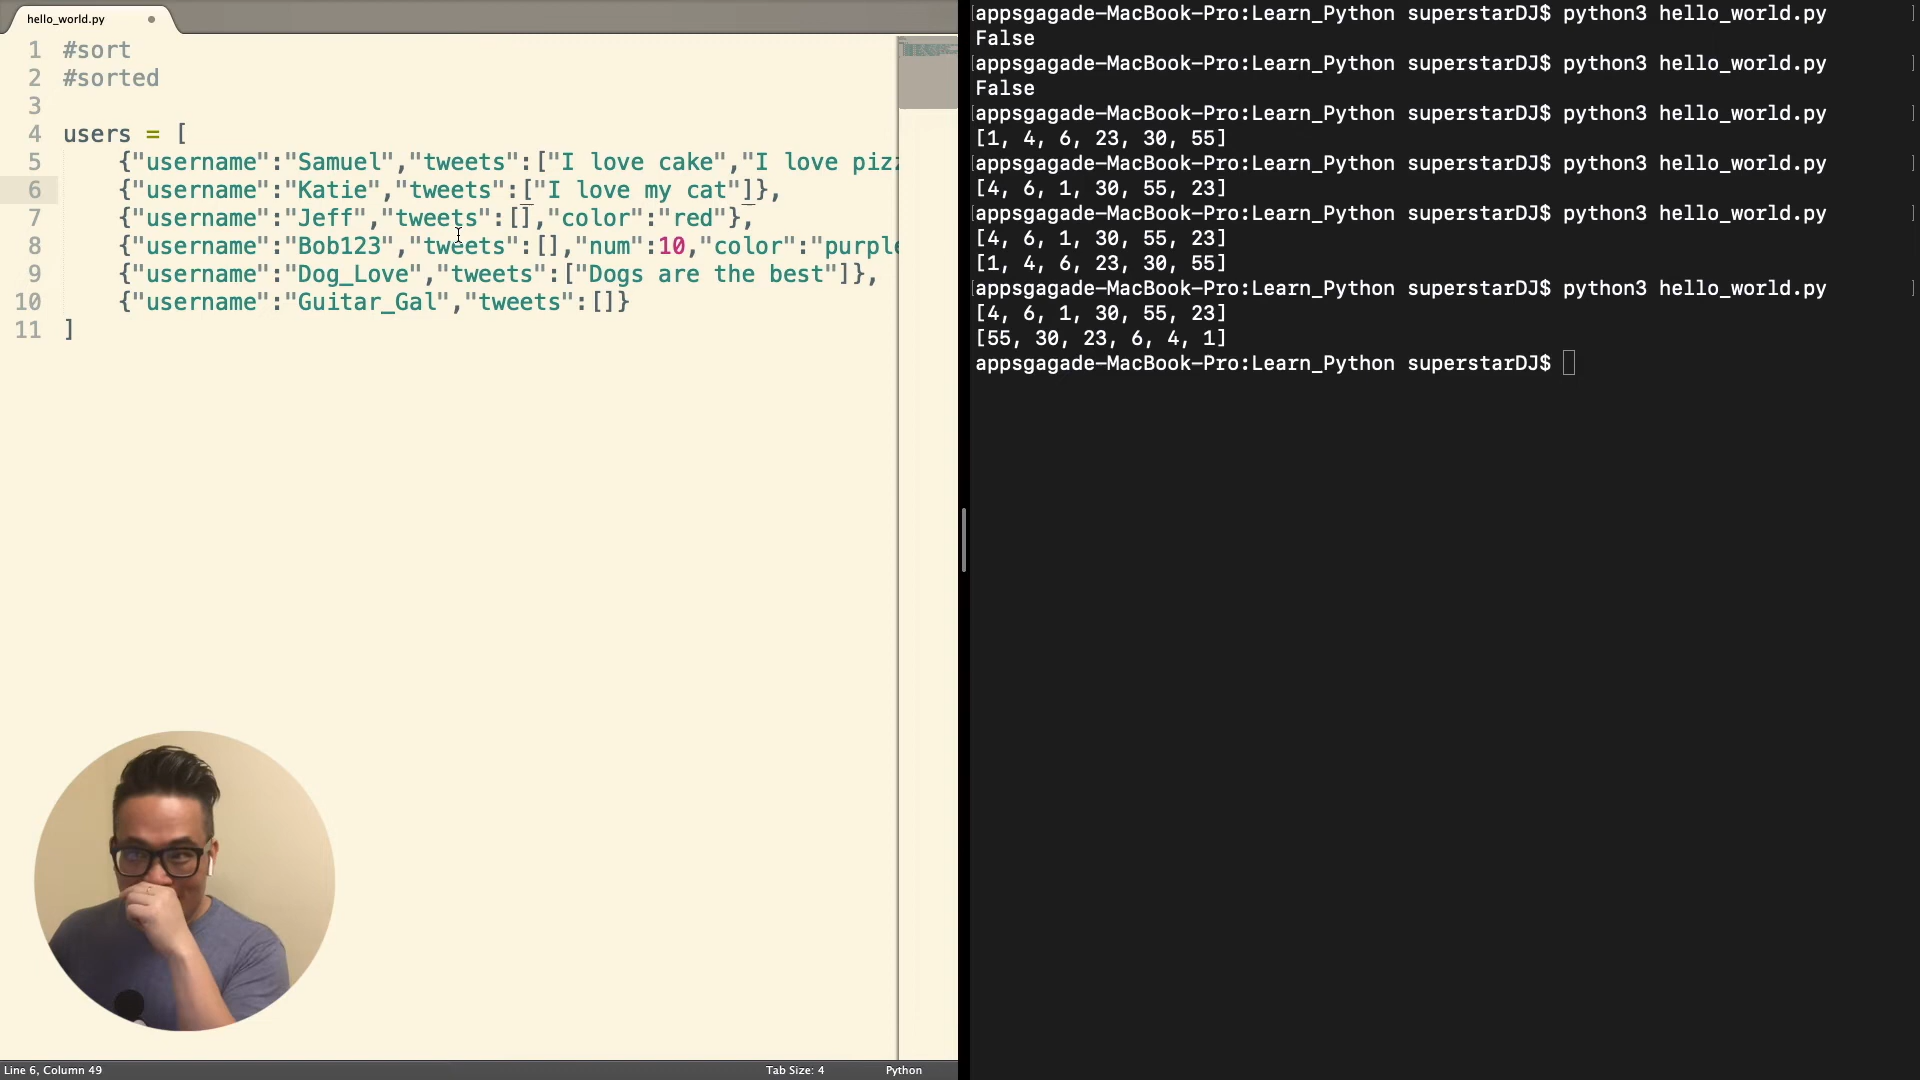 hello_world.py
1 #sort
2 #sorted
3
4 users = [
5 {"username":"Samuel","tweets":["I love cake","I love
6 {"username":"Katie","tweets":["I love my cat"]},
7 {"username":"Jeff","tweets":[],"color":"red"},
8 {"username":"Bob123","tweets":[],"num":10,"color":"purple
9 {"username":"Dog_Love","tweets":["Dogs are the best"]},
10 {"username":"Guitar_Gal","tweets":[]}
11 ]
Line 6, Column 49
Tab Size: 4
Python
appsgagade-MacBook-Pro:Learn_Python superstarDJ$ python3 hello_world.py
False
appsgagade-MacBook-Pro:Learn_Python superstarDJ$ python3 hello_world.py
False
appsgagade-MacBook-Pro:Learn_Python superstarDJ$ python3 hello_world.py
[1, 4, 6, 23, 30, 55]
appsgagade-MacBook-Pro:Learn_Python superstarDJ$ python3 hello_world.py
[4, 6, 1, 30, 55, 23]
appsgagade-MacBook-Pro:Learn_Python superstarDJ$ python3 hello_world.py
[4, 6, 1, 30, 55, 23]
[1, 4, 6, 23, 30, 55]
appsgagade-MacBook-Pro:Learn_Python superstarDJ$ python3 hello_world.py
[4, 6, 1, 30, 55, 23]
[55, 30, 23, 6, 4, 1]
appsgagade-MacBook-Pro:Learn_Python superstarDJ$